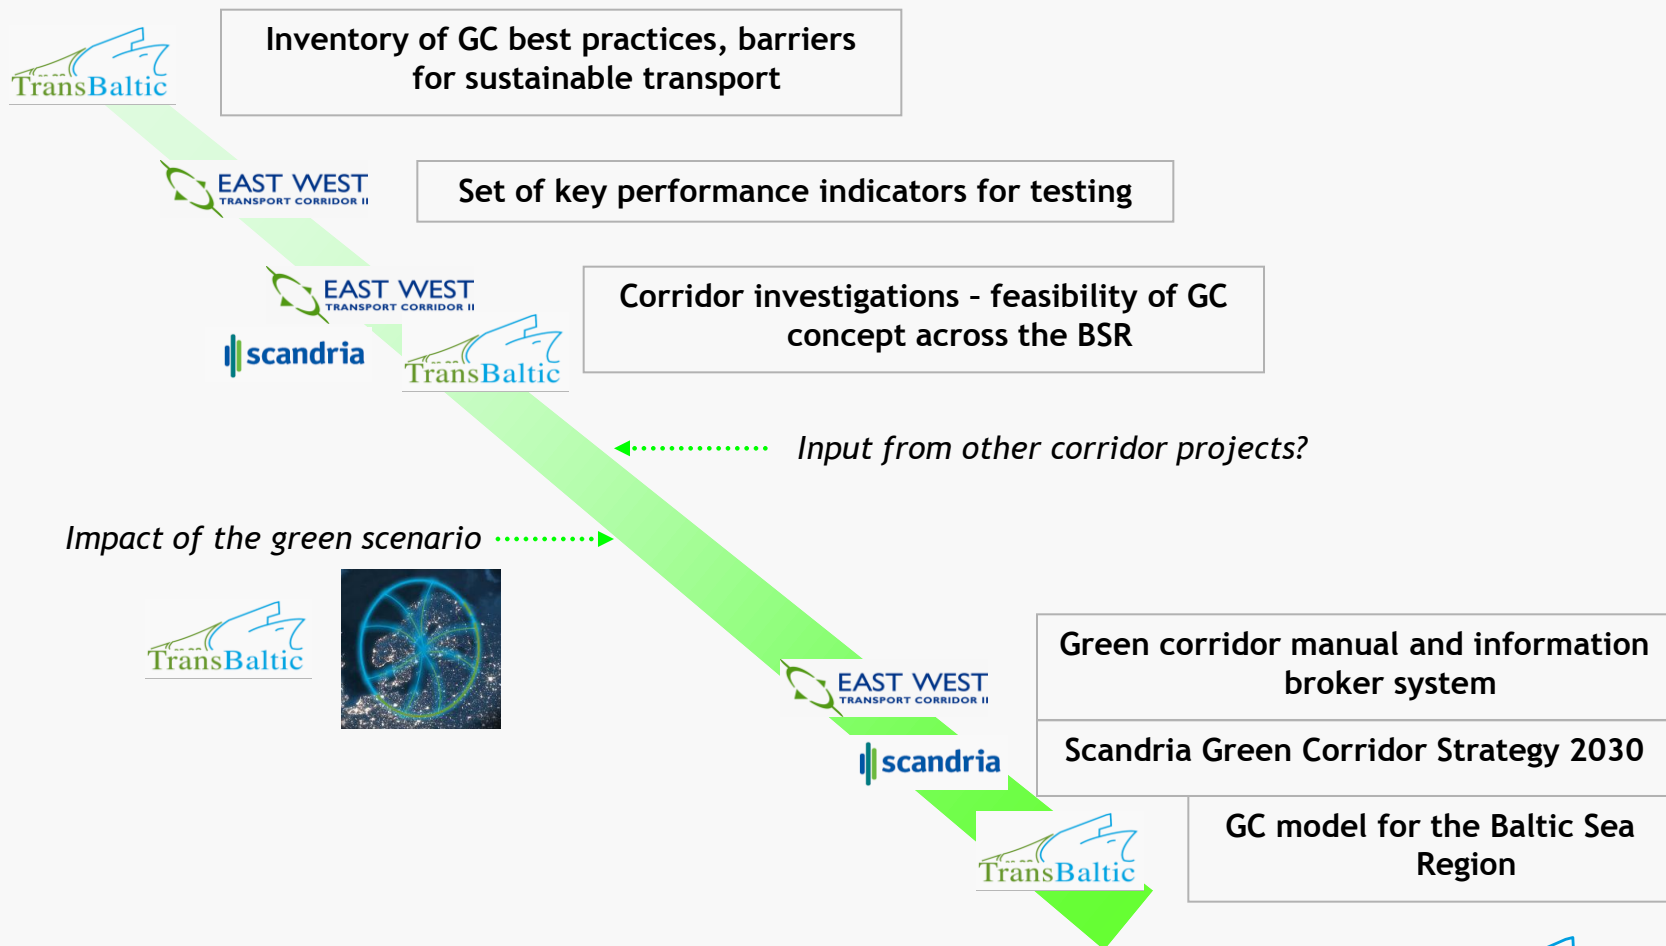 TransBaltic
Inventory of GC best practices, barriers
for sustainable transport
EAST WEST
TRANSPORT CORRIDOR II
Set of key performance indicators for testing
EAST WEST
TRANSPORT CORRIDOR II
scandria
TransBaltic
Corridor investigations – feasibility of GC
concept across the BSR
Input from other corridor projects?
Impact of the green scenario
TransBaltic
EAST WEST
TRANSPORT CORRIDOR II
Green corridor manual and information
broker system
scandria
Scandria Green Corridor Strategy 2030
TransBaltic
GC model for the Baltic Sea
Region